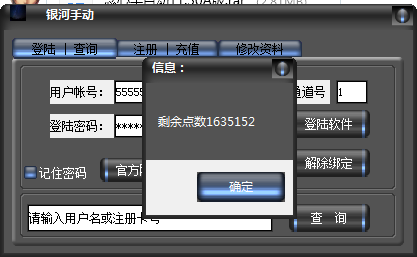 银河手动
登陆 | 查询 注册 | 充值 修改资料
信息：
用户帐号： 5555 道号 1
剩余点数1635152
登陆密码： ***** 登陆软件
记住密码 官方 解除绑定
确定
请输入用户名或注册卡号 查 询